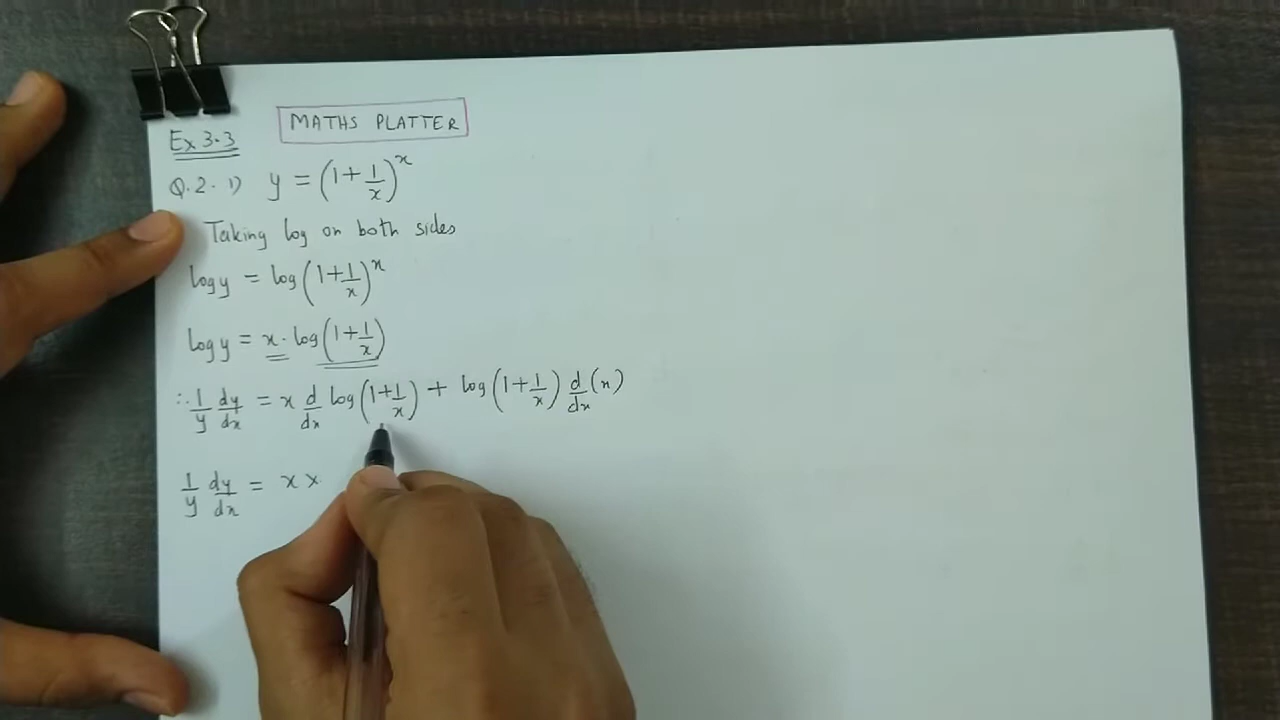 MATHS PLATTER
Ex 3.3
Q.2. 1) y = (1 + 1/x)^x
Taking log on both sides
log y = log (1 + 1/x)^x
log y = x · log (1 + 1/x)
∴ 1/y dy/dx = x d/dx log (1 + 1/x) + log (1 + 1/x) d/dx (x)
1/y dy/dx = x ×